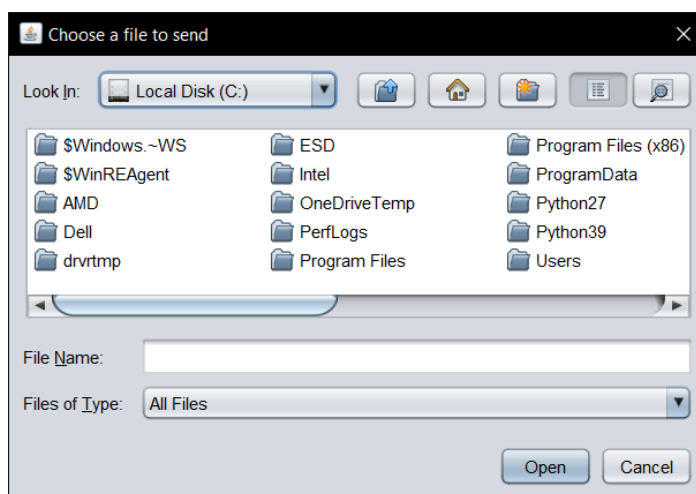 Choose a file to send
Look In: Local Disk (C:)
$Windows.~WS ESD Program Files (x86)
$WinREAgent Intel ProgramData
AMD OneDriveTemp Python27
Dell PerfLogs Python39
drvrtmp Program Files Users
File Name:
Files of Type: All Files
Open Cancel